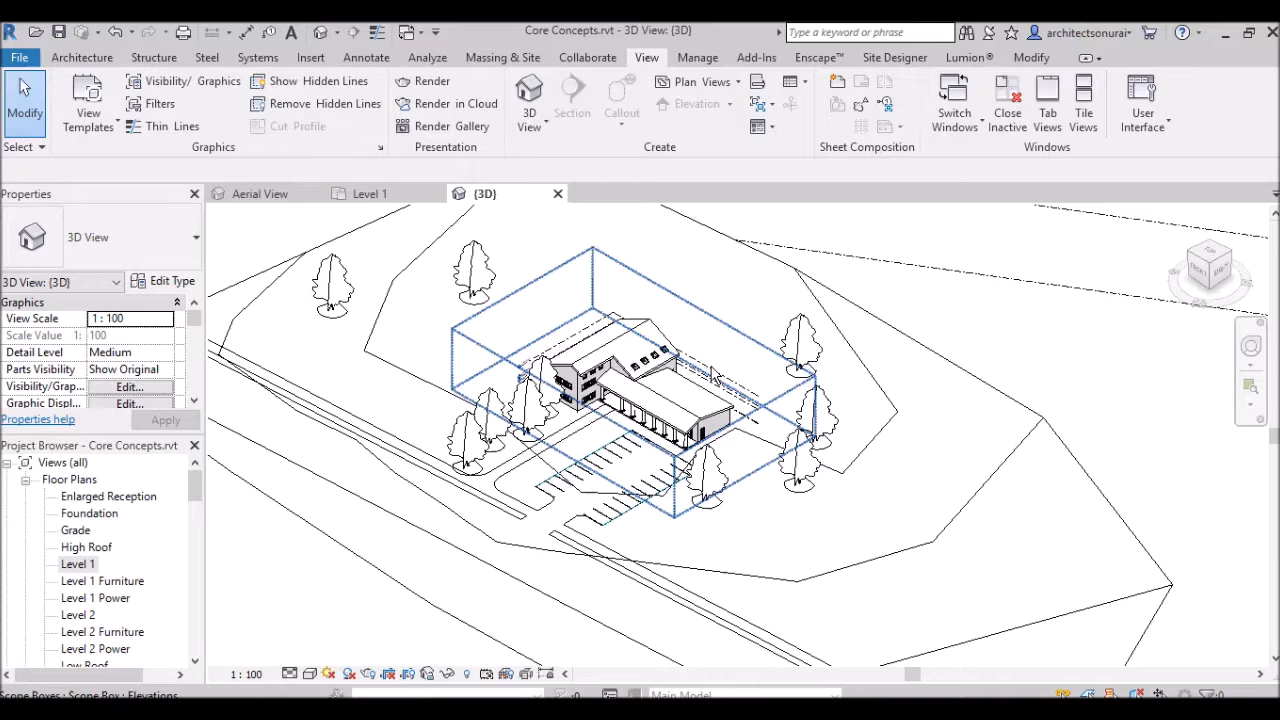 Core Concepts.rvt - 3D View: {3D}
Type a keyword or phrase
architectsonurai
File Architecture Structure Steel Systems Insert Annotate Analyze Massing & Site Collaborate View Manage Add-Ins Enscape™ Site Designer Lumion® Modify
Modify
View Templates
Visibility/ Graphics
Filters
Thin Lines
Show Hidden Lines
Remove Hidden Lines
Cut Profile
Render
Render in Cloud
Render Gallery
3D View
Section
Callout
Plan Views
Elevation
Switch Windows
Close Inactive
Tab Views
Tile Views
User Interface
Select Graphics Presentation Create Sheet Composition Windows
Properties
Aerial View Level 1 {3D}
3D View
3D View: {3D} Edit Type
Graphics
View Scale 1 : 100
Scale Value 1: 100
Detail Level Medium
Parts Visibility Show Original
Visibility/Grap... Edit...
Graphic Displ... Edit...
Properties help Apply
Project Browser - Core Concepts.rvt
Views (all)
Floor Plans
Enlarged Reception
Foundation
Grade
High Roof
Level 1
Level 1 Furniture
Level 1 Power
Level 2
Level 2 Furniture
Level 2 Power
Low Roof
1 : 100
Scope Boxes : Scope Box : Elevations
:0
Main Model
:0